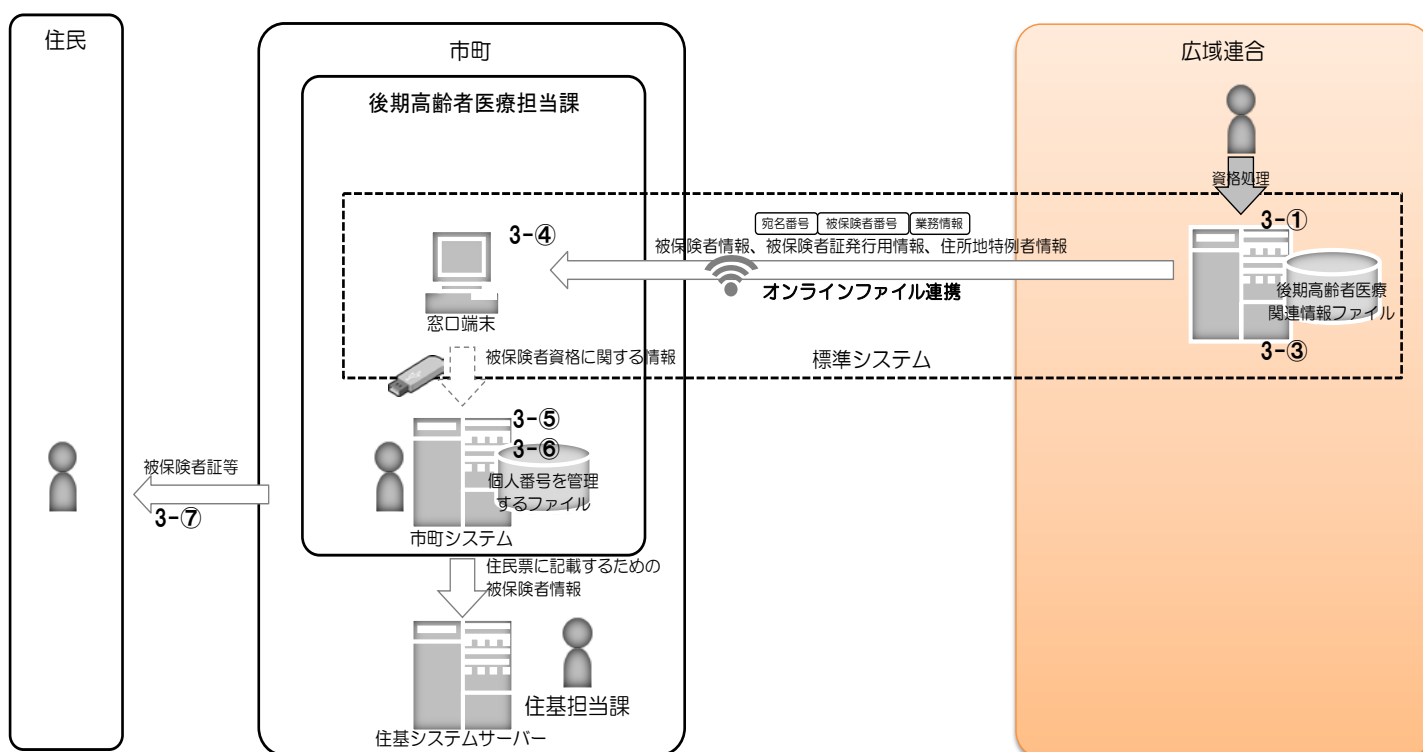 住民
市町
後期高齢者医療担当課
広域連合
資格処理
3-①
宛名番号 被保険者番号 業務情報
被保険者情報、被保険者証発行用情報、住所地特例者情報
オンラインファイル連携
3-④
窓口端末
後期高齢者医療
関連情報ファイル
3-③
標準システム
被保険者資格に関する情報
3-⑤
3-⑥
個人番号を管理
するファイル
市町システム
被保険者証等
3-⑦
住民票に記載するための
被保険者情報
住基担当課
住基システムサーバー